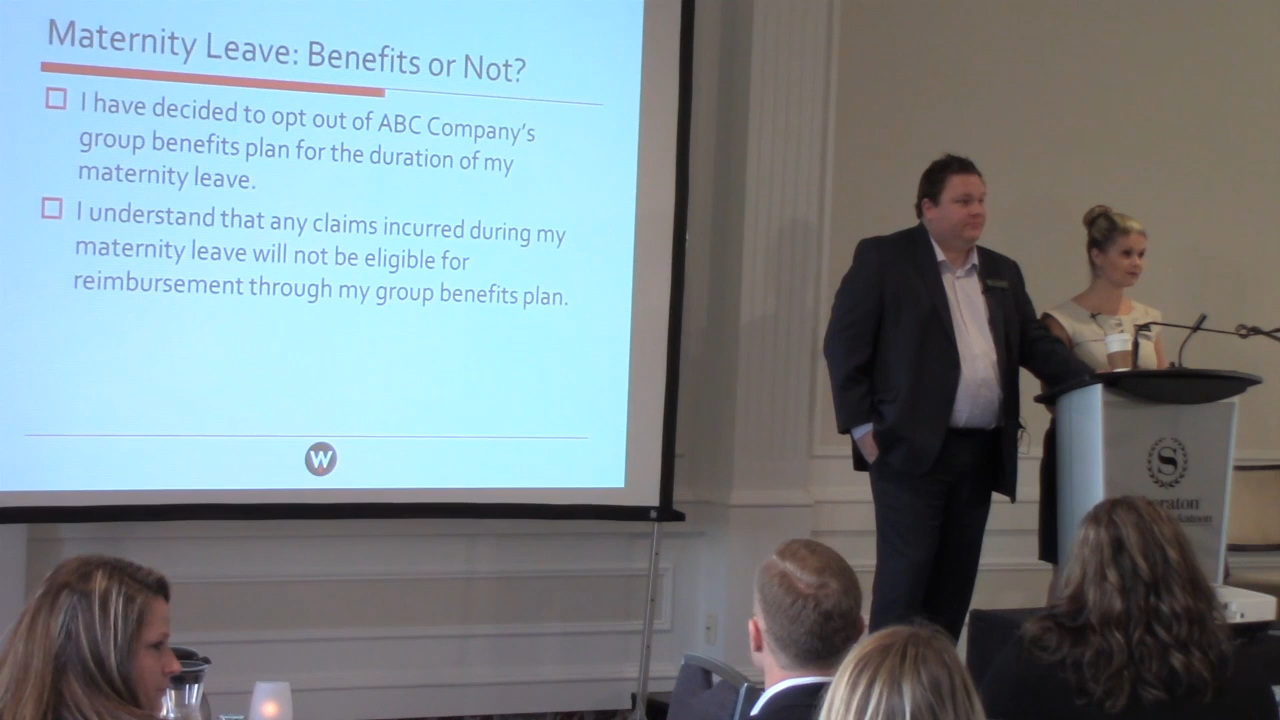 Maternity Leave: Benefits or Not?
I have decided to opt out of ABC Company's
group benefits plan for the duration of my
maternity leave.
I understand that any claims incurred during my
maternity leave will not be eligible for
reimbursement through my group benefits plan.
W
S